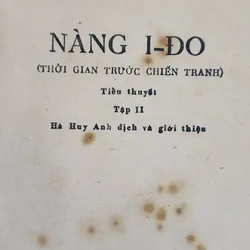 NÀNG I-ĐO
(THỜI GIAN TRƯỚC CHIẾN TRANH)
Tiểu thuyết
Tập II
Hà Huy Anh dịch và giới thiệu